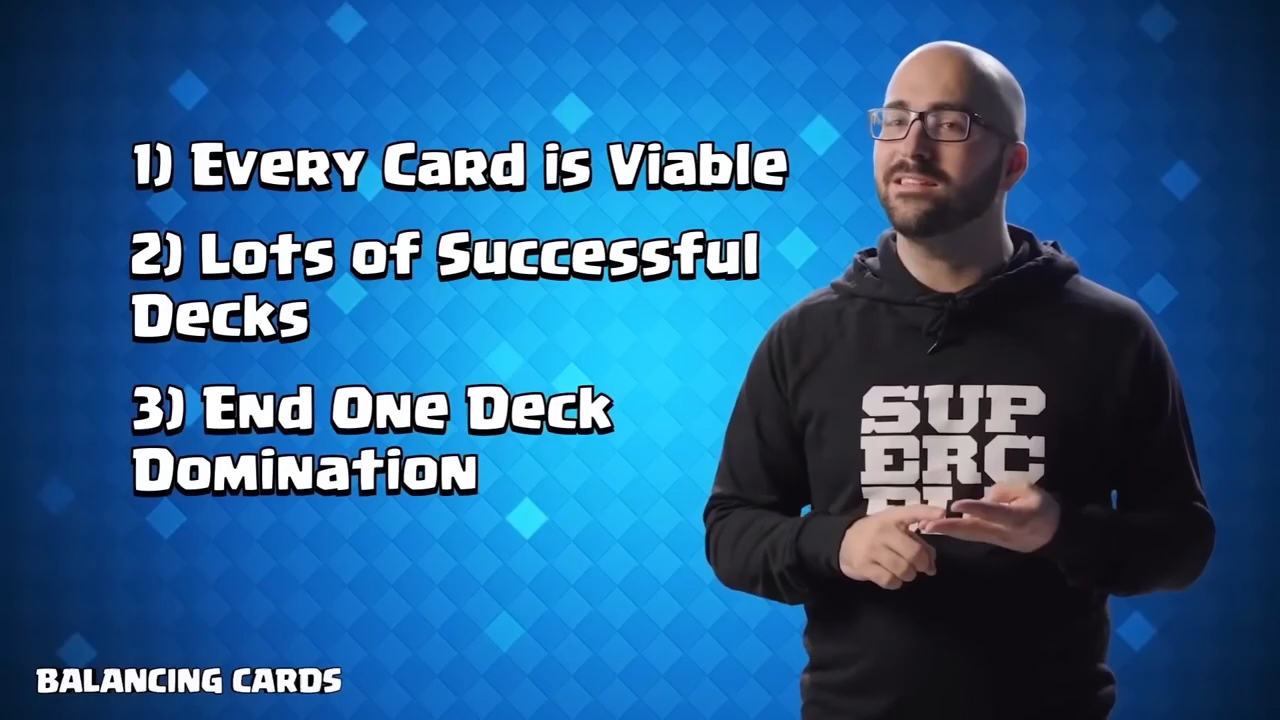 1) Every Card is Viable
2) Lots of Successful
Decks
3) End One Deck
Domination
SUP
ERC
BALANCING CARDS